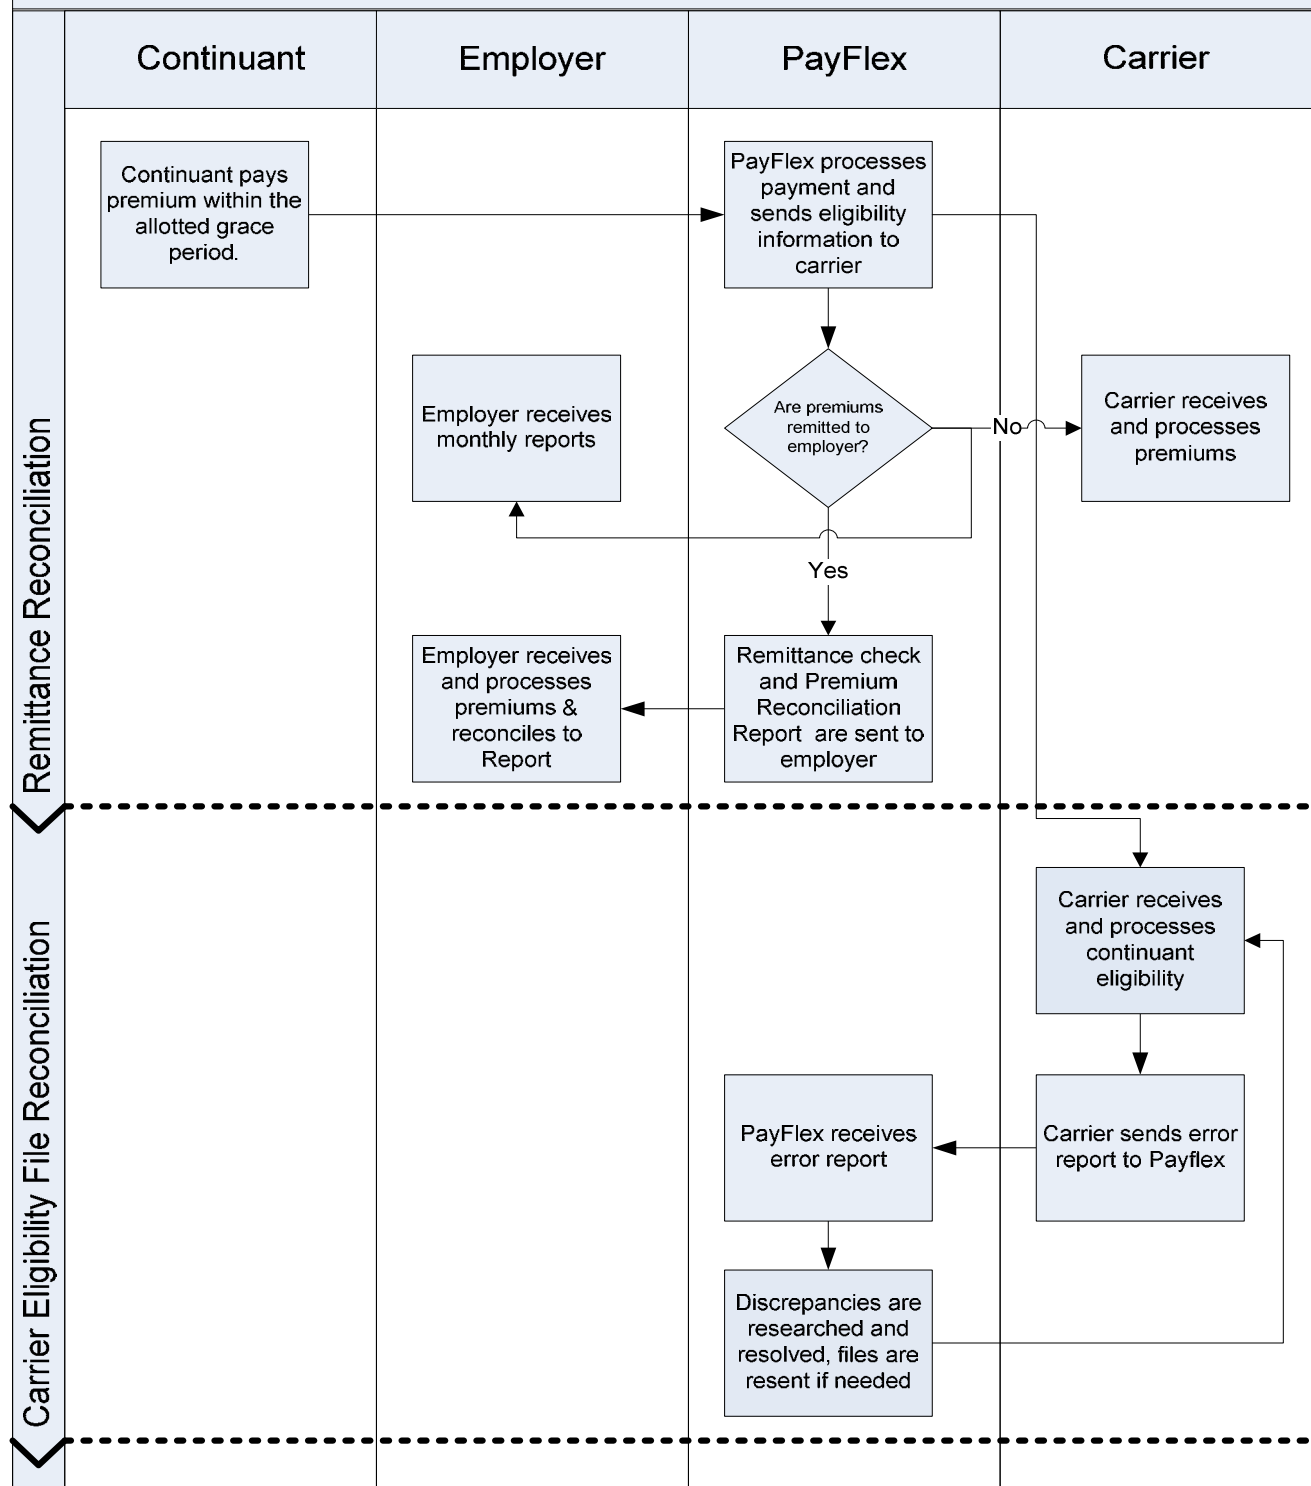 Continuant
Employer
PayFlex
Carrier
Remittance Reconciliation
Continuant pays
premium within the
allotted grace
period.
PayFlex processes
payment and
sends eligibility
information to
carrier
Employer receives
monthly reports
Are premiums
remitted to
employer?
No
Carrier receives
and processes
premiums
Yes
Employer receives
and processes
premiums &
reconciles to
Report
Remittance check
and Premium
Reconciliation
Report  are sent to
employer
Carrier Eligibility File Reconciliation
Carrier receives
and processes
continuant
eligibility
PayFlex receives
error report
Carrier sends error
report to Payflex
Discrepancies are
researched and
resolved, files are
resent if needed